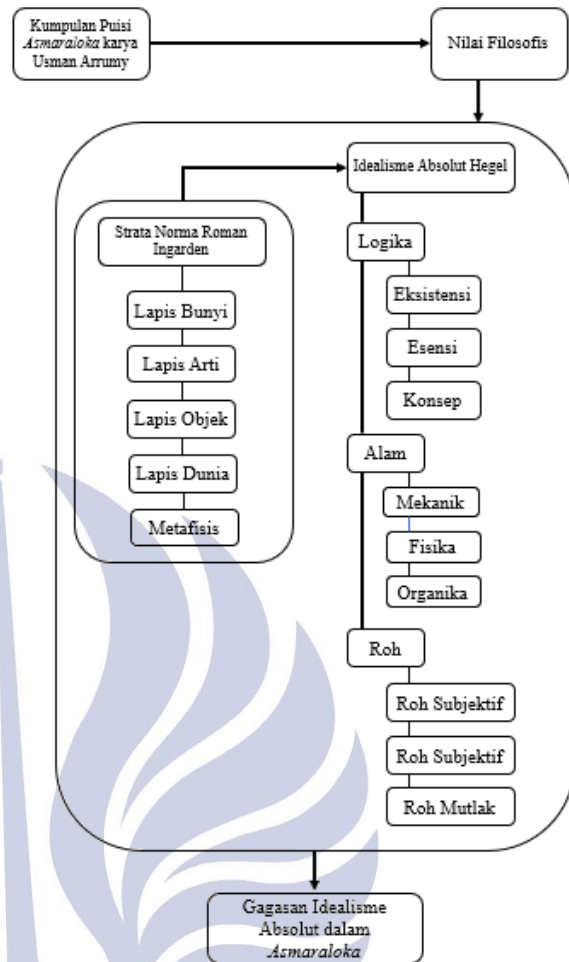 Kumpulan Puisi
Asmaraloka karya
Usman Arrumy
Nilai Filosofis
Idealisme Absolut Hegel
Strata Norma Roman
Ingarden
Lapis Bunyi
Lapis Arti
Lapis Objek
Lapis Dunia
Metafisis
Logika
Eksistensi
Esensi
Konsep
Alam
Mekanik
Fisika
Organika
Roh
Roh Subjektif
Roh Subjektif
Roh Mutlak
Gagasan Idealisme
Absolut dalam
Asmaraloka